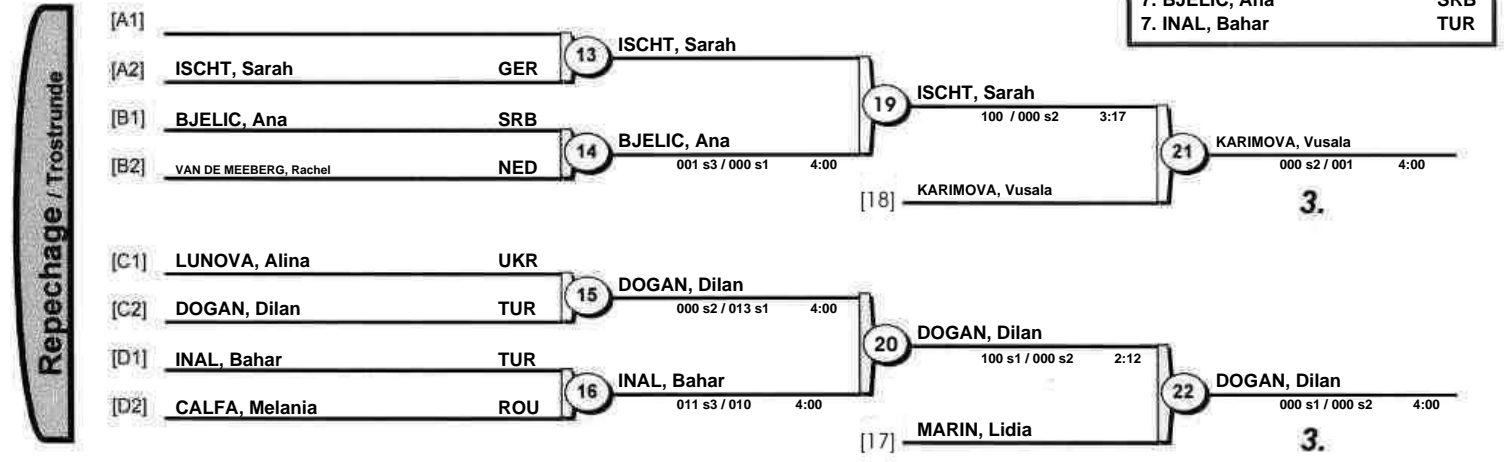 Repechage / Trostrunde
7. BJELIC, Ana SRB
7. INAL, Bahar TUR
[A1]
13 ISCHT, Sarah
[A2] ISCHT, Sarah GER
19 ISCHT, Sarah
100 / 000 s2 3:17
[B1] BJELIC, Ana SRB
14 BJELIC, Ana
001 s3 / 000 s1 4:00
[B2] VAN DE MEEBERG, Rachel NED
21 KARIMOVA, Vusala
000 s2 / 001 4:00
[18] KARIMOVA, Vusala
3.
[C1] LUNOVA, Alina UKR
15 DOGAN, Dilan
000 s2 / 013 s1 4:00
[C2] DOGAN, Dilan TUR
20 DOGAN, Dilan
100 s1 / 000 s2 2:12
[D1] INAL, Bahar TUR
16 INAL, Bahar
011 s3 / 010 4:00
[D2] CALFA, Melania ROU
22 DOGAN, Dilan
000 s1 / 000 s2 4:00
[17] MARIN, Lidia
3.